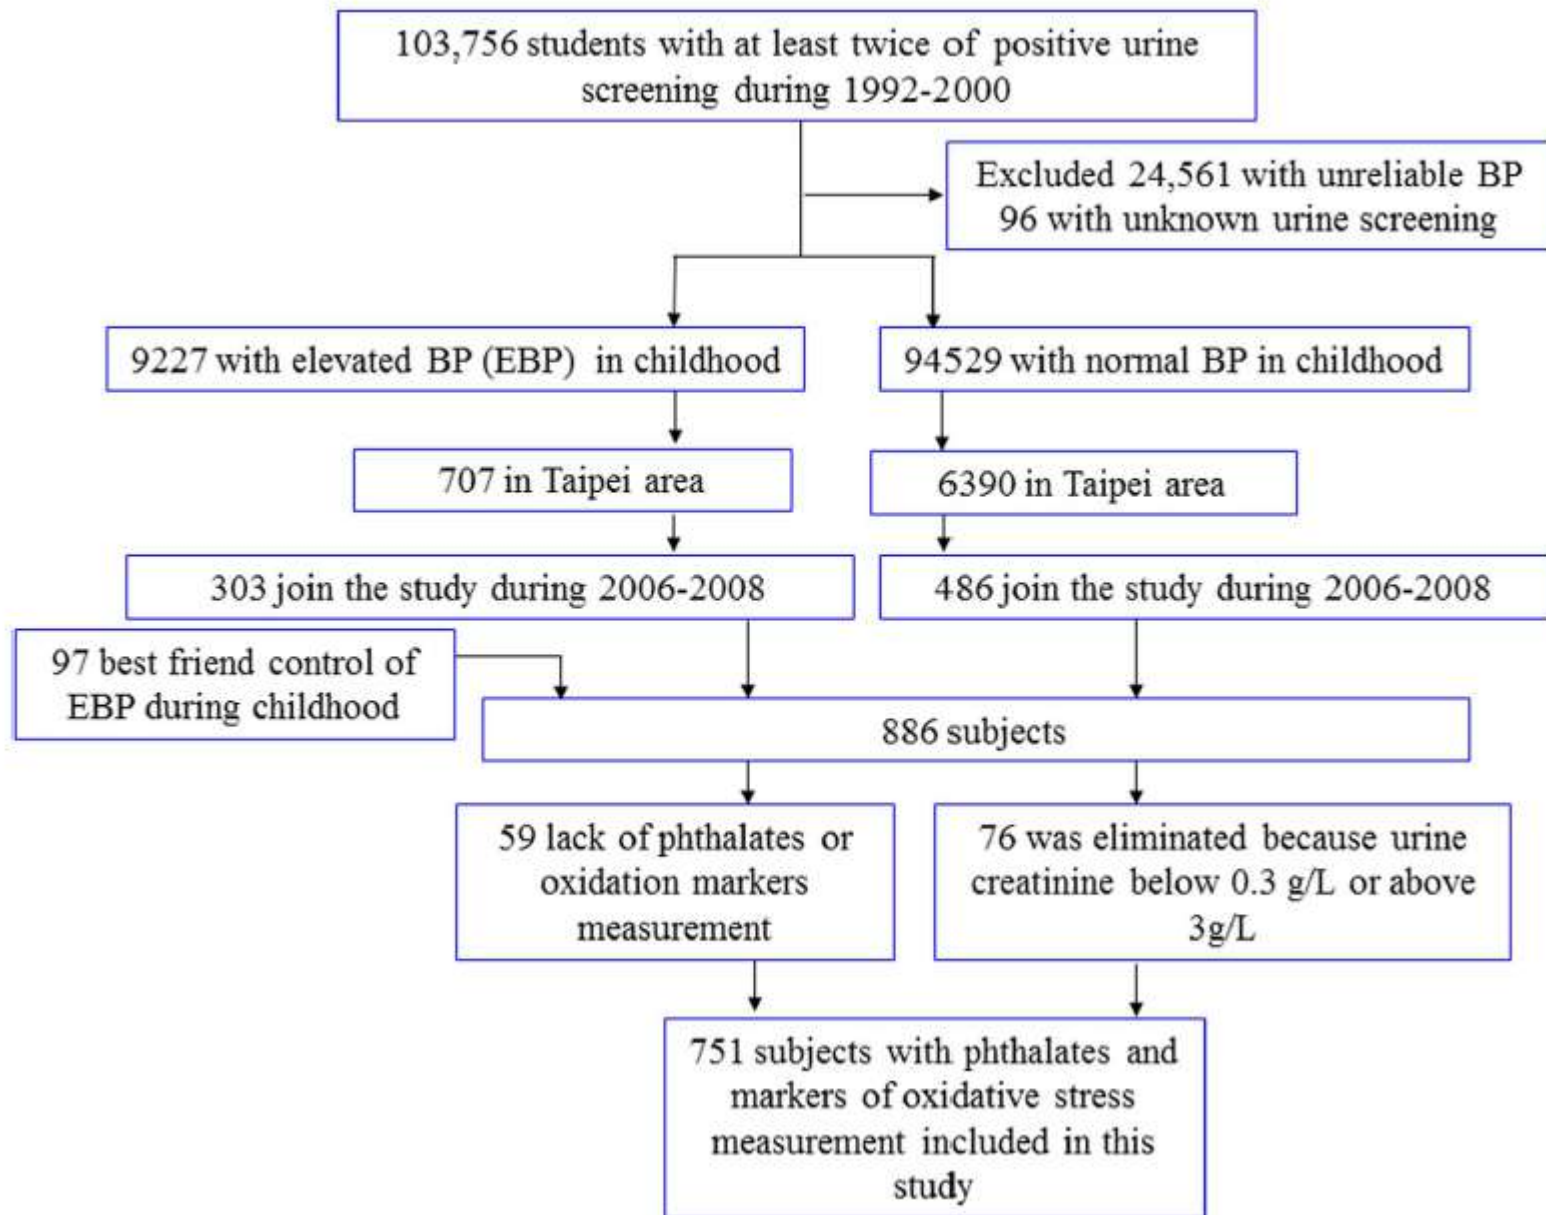 103,756 students with at least twice of positive urine
screening during 1992-2000
Excluded 24,561 with unreliable BP
96 with unknown urine screening
9227 with elevated BP (EBP) in childhood
94529 with normal BP in childhood
707 in Taipei area
6390 in Taipei area
303 join the study during 2006-2008
486 join the study during 2006-2008
97 best friend control of
EBP during childhood
886 subjects
59 lack of phthalates or
oxidation markers
measurement
76 was eliminated because urine
creatinine below 0.3 g/L or above
3g/L
751 subjects with phthalates and
markers of oxidative stress
measurement included in this
study